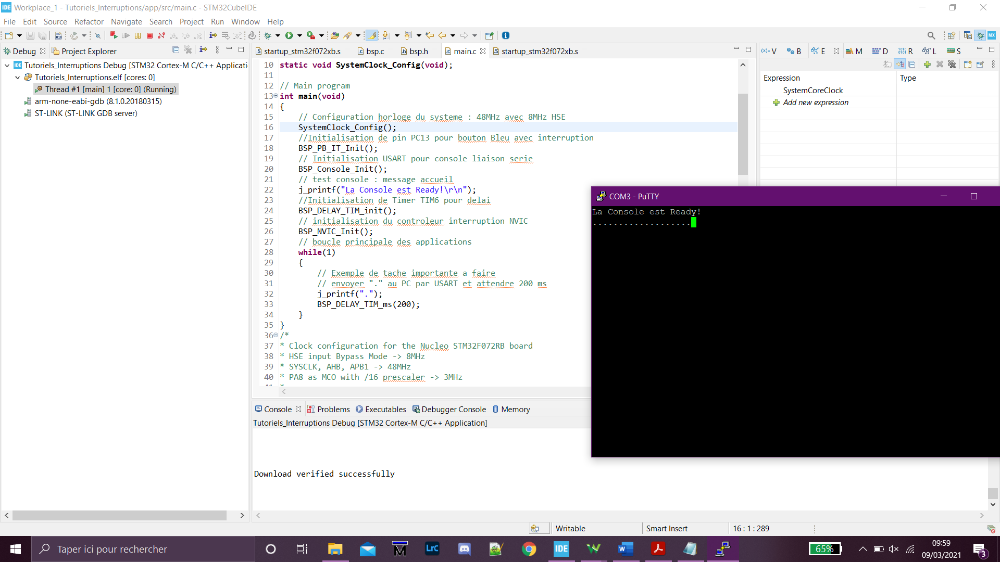 IDE Workplace_1 - Tutoriels_Interruptions/app/src/main.c - STM32CubeIDE
File Edit Source Refactor Navigate Search Project Run Window Help
Debug Project Explorer
Tutoriels_Interruptions Debug [STM32 Cortex-M C/C++ Applicati
Tutoriels_Interruptions.elf [cores: 0]
Thread #1 [main] 1 [core: 0] (Running)
arm-none-eabi-gdb (8.1.0.20180315)
ST-LINK (ST-LINK GDB server)
startup_stm32f072xb.s bsp.c bsp.h main.c startup_stm32f072xb.s
10 static void SystemClock_Config(void);
11
12 // Main program
13 int main(void)
14 {
15 // Configuration horloge du systeme : 48MHz avec 8MHz HSE
16 SystemClock_Config();
17 //Initialisation de pin PC13 pour bouton Bleu avec interruption
18 BSP_PB_IT_Init();
19 // Initialisation USART pour console liaison serie
20 BSP_Console_Init();
21 // test console : message accueil
22 j_printf("La Console est Ready!\r\n");
23 //Initialisation de Timer TIM6 pour delai
24 BSP_DELAY_TIM_init();
25 // initialisation du controleur interruption NVIC
26 BSP_NVIC_Init();
27 // boucle principale des applications
28 while(1)
29 {
30 // Exemple de tache importante a faire
31 // envoyer "." au PC par USART et attendre 200 ms
32 j_printf(".");
33 BSP_DELAY_TIM_ms(200);
34 }
35 }
36 /*
37 * Clock configuration for the Nucleo STM32F072RB board
38 * HSE input Bypass Mode -> 8MHz
39 * SYSCLK, AHB, APB1 -> 48MHz
40 * PA8 as MCO with /16 prescaler -> 3MHz
(x)= V B E M D R L S
Expression Type
SystemCoreClock
Add new expression
COM3 - PuTTY
La Console est Ready!
...................
Console Problems Executables Debugger Console Memory
Tutoriels_Interruptions Debug [STM32 Cortex-M C/C++ Application]
Download verified successfully
Writable Smart Insert 16 : 1 : 289
Taper ici pour rechercher
LrC
IDE
65%
09:59
09/03/2021
3